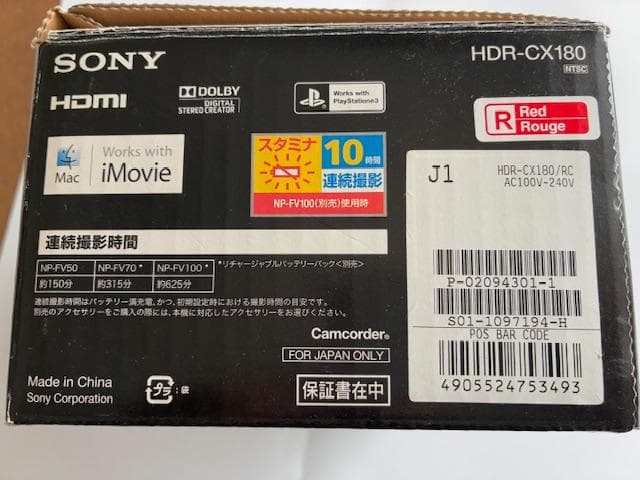 SONY
HDR-CX180
NTSC
HDMI
DOLBY
DIGITAL
STEREO CREATOR
Works with
PlayStation3
R Red
Rouge
Mac
Works with
iMovie
スタミナ
10時間
連続撮影
NP-FV100(別売)使用時
J1
HDR-CX180/RC
AC100V-240V
連続撮影時間
NP-FV50 NP-FV70* NP-FV100* *リチャージャブルバッテリーパック<別売>
約150分 約315分 約625分
連続撮影時間はバッテリー満充電、かつ、初期設定時における撮影時間の目安です。
別売のアクセサリーをご購入の際には、本機に対応したアクセサリーをお選びください。
P-02094301-1
S01-1097194-H
POS BAR CODE
4905524753493
Camcorder®
FOR JAPAN ONLY
保証書在中
Made in China
Sony Corporation
プラ :袋